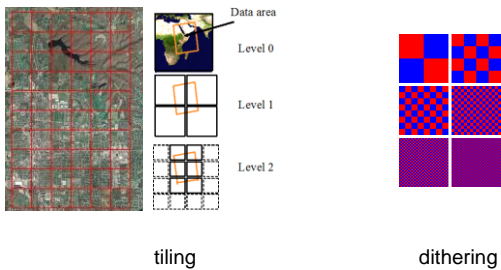 Data area
Level 0
Level 1
Level 2
tiling
dithering